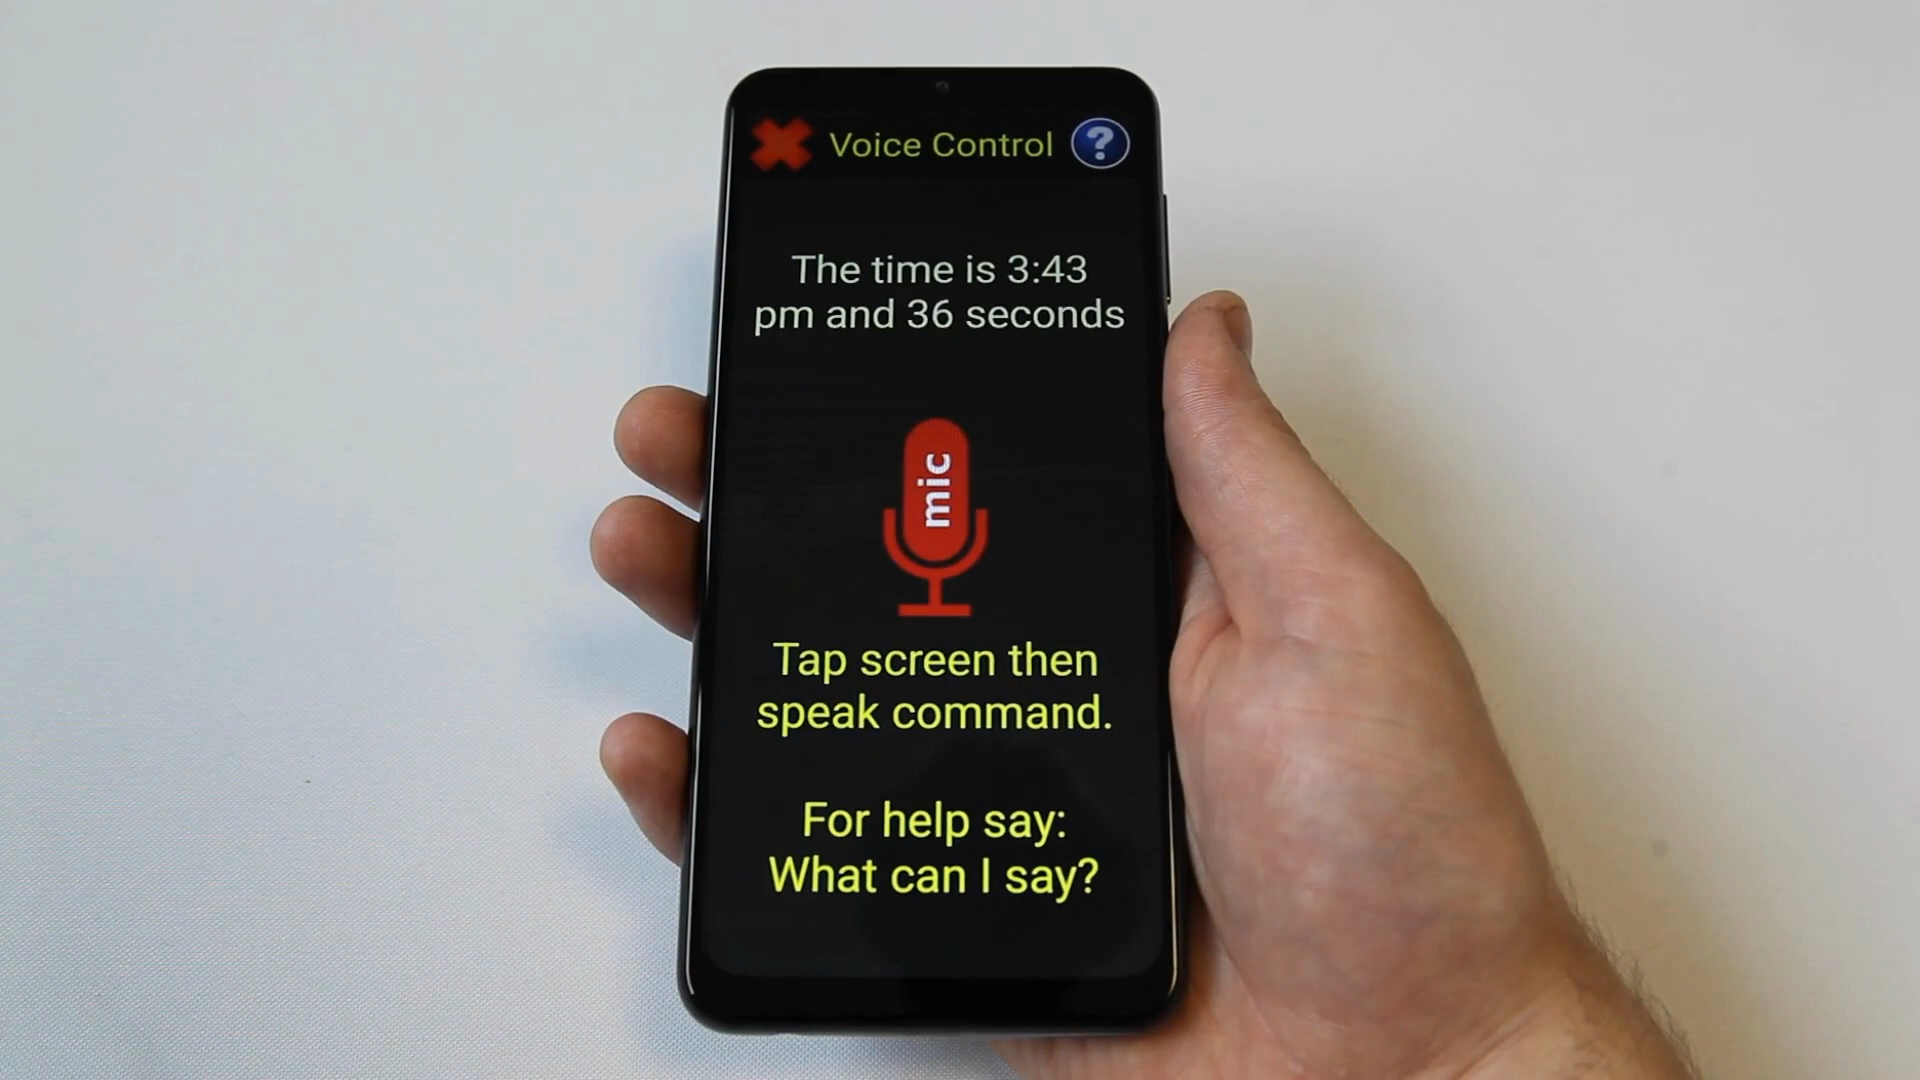 Voice Control ?
The time is 3:43
pm and 36 seconds
mic
Tap screen then
speak command.
For help say:
What can I say?